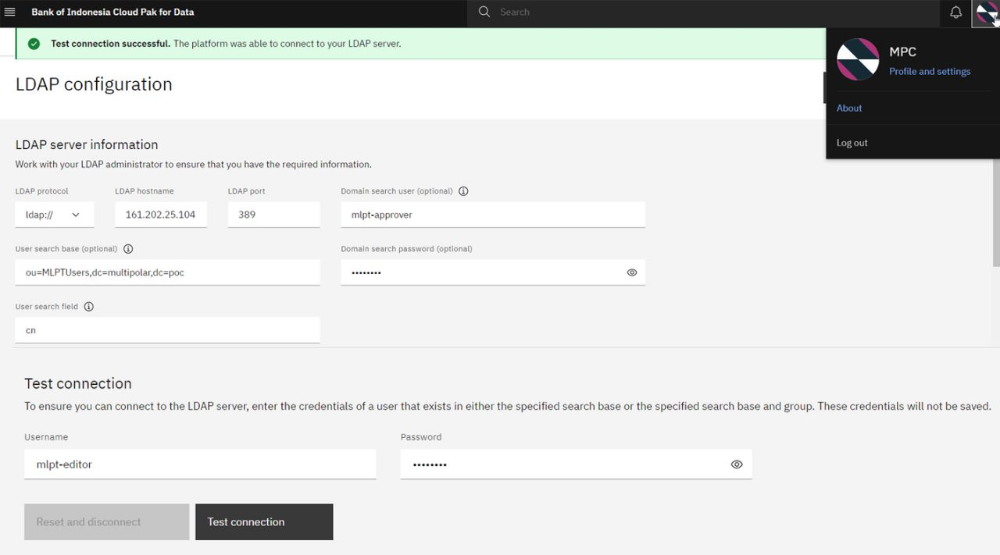 Bank of Indonesia Cloud Pak for Data
Search
Test connection successful. The platform was able to connect to your LDAP server.
MPC
Profile and settings
About
Log out
LDAP configuration
LDAP server information
Work with your LDAP administrator to ensure that you have the required information.
LDAP protocol LDAP hostname LDAP port Domain search user (optional)
ldap:// 161.202.25.104 389 mlpt-approver
User search base (optional) Domain search password (optional)
ou=MLPTUsers,dc=multipolar,dc=poc ••••••••
User search field
cn
Test connection
To ensure you can connect to the LDAP server, enter the credentials of a user that exists in either the specified search base or the specified search base and group. These credentials will not be saved.
Username Password
mlpt-editor ••••••••
Reset and disconnect Test connection